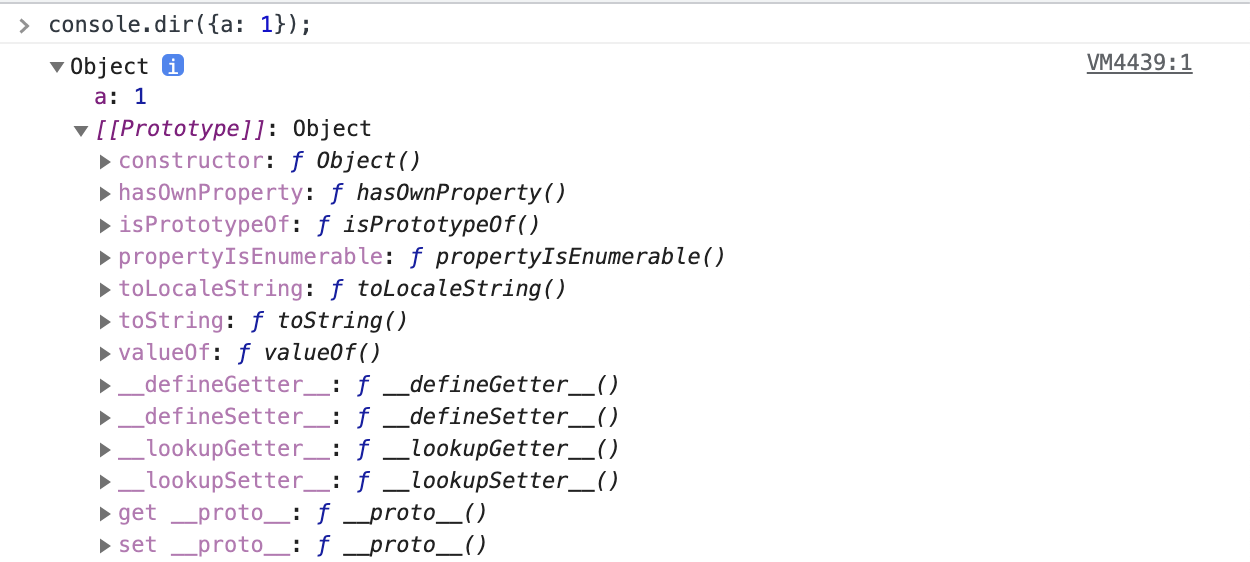 > console.dir({a: 1});
▼Object i VM4439:1
a: 1
▼[[Prototype]]: Object
▶constructor: ƒ Object()
▶hasOwnProperty: ƒ hasOwnProperty()
▶isPrototypeOf: ƒ isPrototypeOf()
▶propertyIsEnumerable: ƒ propertyIsEnumerable()
▶toLocaleString: ƒ toLocaleString()
▶toString: ƒ toString()
▶valueOf: ƒ valueOf()
▶__defineGetter__: ƒ __defineGetter__()
▶__defineSetter__: ƒ __defineSetter__()
▶__lookupGetter__: ƒ __lookupGetter__()
▶__lookupSetter__: ƒ __lookupSetter__()
▶get __proto__: ƒ __proto__()
▶set __proto__: ƒ __proto__()